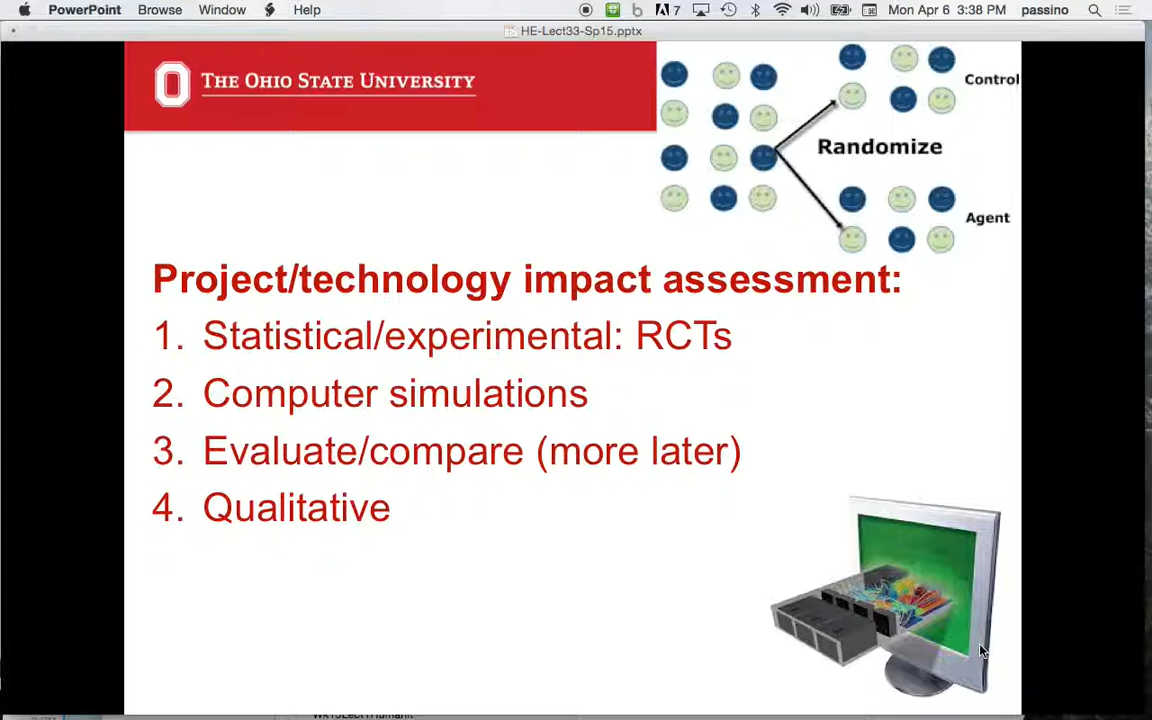 PowerPoint Browse Window Help 7 Mon Apr 6 3:38 PM passino
HE-Lect33-Sp15.pptx
THE OHIO STATE UNIVERSITY
Control
Randomize
Agent
Project/technology impact assessment:
1. Statistical/experimental: RCTs
2. Computer simulations
3. Evaluate/compare (more later)
4. Qualitative